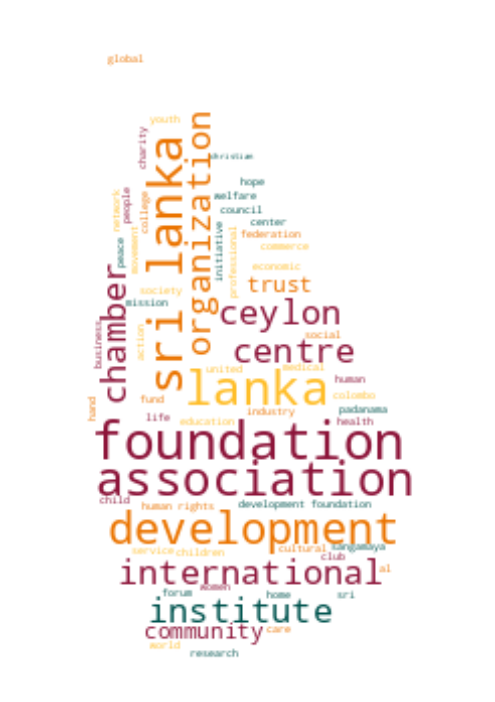 global
youth
charity
christian
sri lanka
organization
hope
people
welfare
network
college
council
center
initiative
federation
movement
professional
peace
commerce
economic
chamber
trust
society
mission
ceylon
business
action
social
centre
united
medical
human
lanka
hand
fund
colombo
industry
padanama
life
education
health
foundation
association
child
human rights
development foundation
development
cultural
sangamaya
service
children
club
international
al
women
forum
home
sri
institute
community
care
world
research